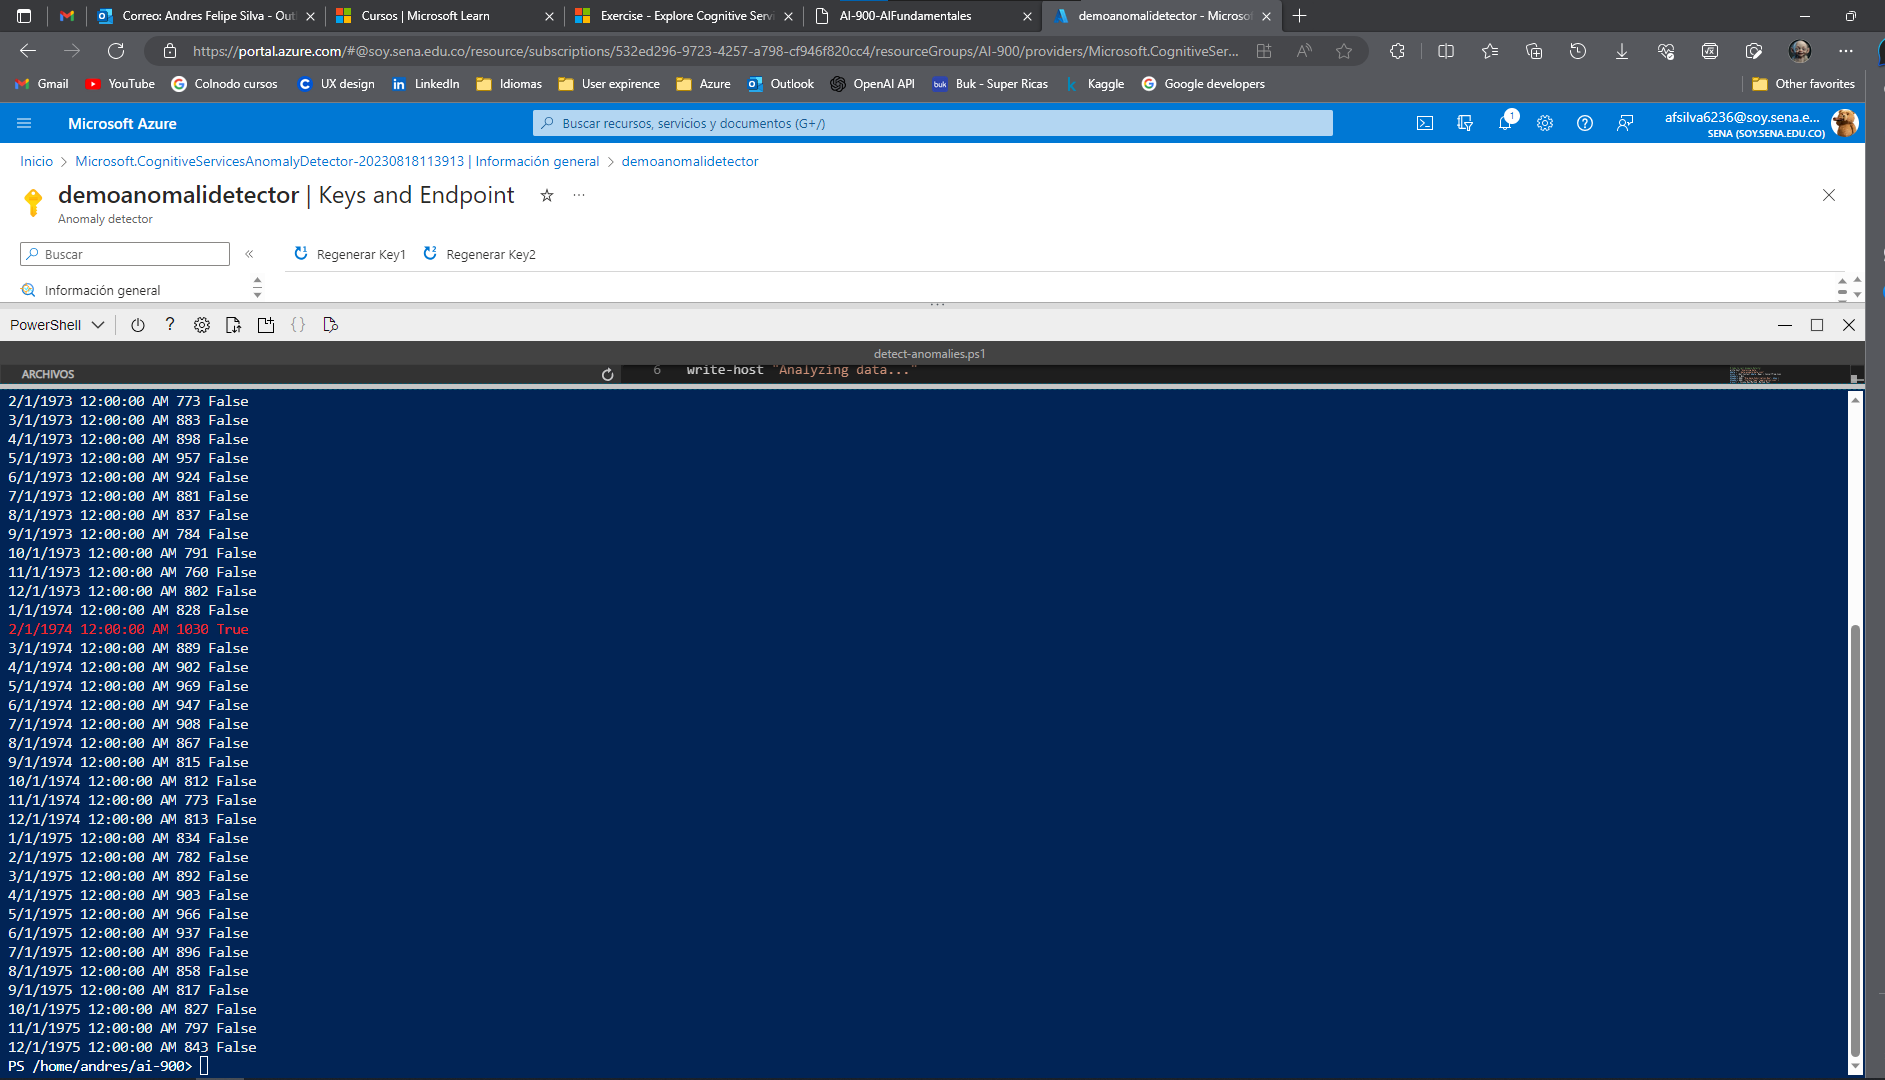 Correo: Andres Felipe Silva - Out
Cursos | Microsoft Learn
Exercise - Explore Cognitive Servi
AI-900-AIFundamentales
demoanomalidetector - Microsof
https://portal.azure.com/#@soy.sena.edu.co/resource/subscriptions/532ed296-9723-4257-a798-cf946f820cc4/resourceGroups/AI-900/providers/Microsoft.CognitiveSer...
Gmail
YouTube
Colnodo cursos
UX design
LinkedIn
Idiomas
User expirence
Azure
Outlook
OpenAI API
Buk - Super Ricas
Kaggle
Google developers
Other favorites
Microsoft Azure
Buscar recursos, servicios y documentos (G+/)
1
afsilva6236@soy.sena.e...
SENA (SOY.SENA.EDU.CO)
Inicio > Microsoft.CognitiveServicesAnomalyDetector-20230818113913 | Información general > demoanomalidetector
demoanomalidetector | Keys and Endpoint
Anomaly detector
Buscar
Regenerar Key1
Regenerar Key2
Información general
PowerShell
detect-anomalies.ps1
ARCHIVOS
6 write-host "Analyzing data..."
2/1/1973 12:00:00 AM 773 False
3/1/1973 12:00:00 AM 883 False
4/1/1973 12:00:00 AM 898 False
5/1/1973 12:00:00 AM 957 False
6/1/1973 12:00:00 AM 924 False
7/1/1973 12:00:00 AM 881 False
8/1/1973 12:00:00 AM 837 False
9/1/1973 12:00:00 AM 784 False
10/1/1973 12:00:00 AM 791 False
11/1/1973 12:00:00 AM 760 False
12/1/1973 12:00:00 AM 802 False
1/1/1974 12:00:00 AM 828 False
2/1/1974 12:00:00 AM 1030 True
3/1/1974 12:00:00 AM 889 False
4/1/1974 12:00:00 AM 902 False
5/1/1974 12:00:00 AM 969 False
6/1/1974 12:00:00 AM 947 False
7/1/1974 12:00:00 AM 908 False
8/1/1974 12:00:00 AM 867 False
9/1/1974 12:00:00 AM 815 False
10/1/1974 12:00:00 AM 812 False
11/1/1974 12:00:00 AM 773 False
12/1/1974 12:00:00 AM 813 False
1/1/1975 12:00:00 AM 834 False
2/1/1975 12:00:00 AM 782 False
3/1/1975 12:00:00 AM 892 False
4/1/1975 12:00:00 AM 903 False
5/1/1975 12:00:00 AM 966 False
6/1/1975 12:00:00 AM 937 False
7/1/1975 12:00:00 AM 896 False
8/1/1975 12:00:00 AM 858 False
9/1/1975 12:00:00 AM 817 False
10/1/1975 12:00:00 AM 827 False
11/1/1975 12:00:00 AM 797 False
12/1/1975 12:00:00 AM 843 False
PS /home/andres/ai-900>